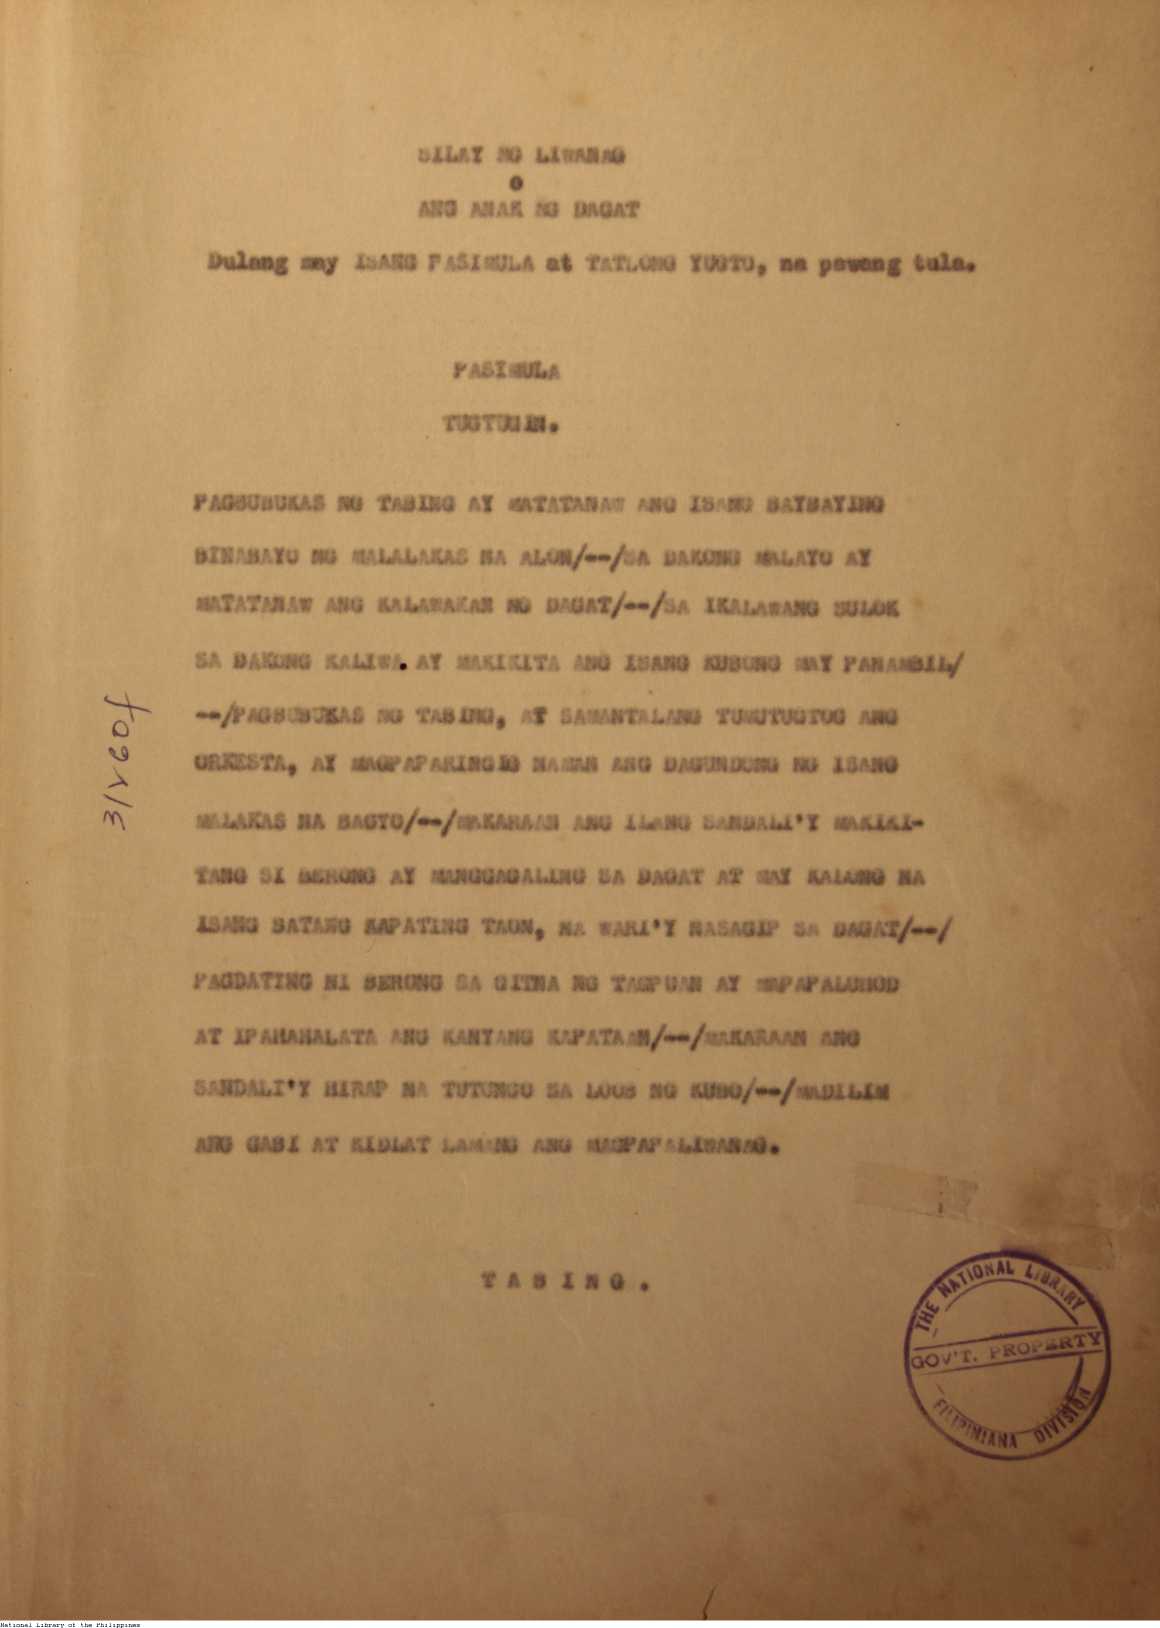 SILAY NG LIWANAG
o
ANG ANAK NG DAGAT
Dulang may ISANG PASIMULA at TATLONG YUGTO, na pawang tula.
PASIMULA
TUGTUGIN.
PAGBUBUKAS NG TABING AY MATATANAW ANG ISANG BAYBAYING
BINABAYO NG MALALAKAS NA ALON/--/SA DAKONG MALAYO AY
MATATANAW ANG KALAWAKAN NG DAGAT/--/SA IKALAWANG SULOK
SA DAKONG KALIWA. AY MAKIKITA ANG ISANG KUBONG MAY PANAMBIL/
--/PAGBUBUKAS NG TABING, AT SAMANTALANG TUMUTUGTOG ANG
ORKESTA, AY MAGPAPARINGIG NAMAN ANG DAGUNDONG NG ISANG
MALAKAS NA BAGYO/--/MAKARAAN ANG ILANG SANDALI'Y MAKIKI-
TANG SI BERONG AY MANGGAGALING SA DAGAT AT MAY KALONG NA
ISANG BATANG KAPATING TAON, NA WARI'Y NASAGIP SA DAGAT/--/
PAGDATING NI BERONG SA GITNA NG TAGPUAN AY MAPAPALUHOD
AT IPAHAHALATA ANG KANYANG KAPATAAN/--/MAKARAAN ANG
SANDALI'Y HIRAP NA TUTUNGO SA LOOB NG KUBO/--/MADILIM
ANG GABI AT KIDLAT LAMANG ANG MAGPAPALIWANAG.
TABING.
THE NATIONAL LIBRARY
GOV'T. PROPERTY
FILIPINIANA DIVISION
National Library of the Philippines